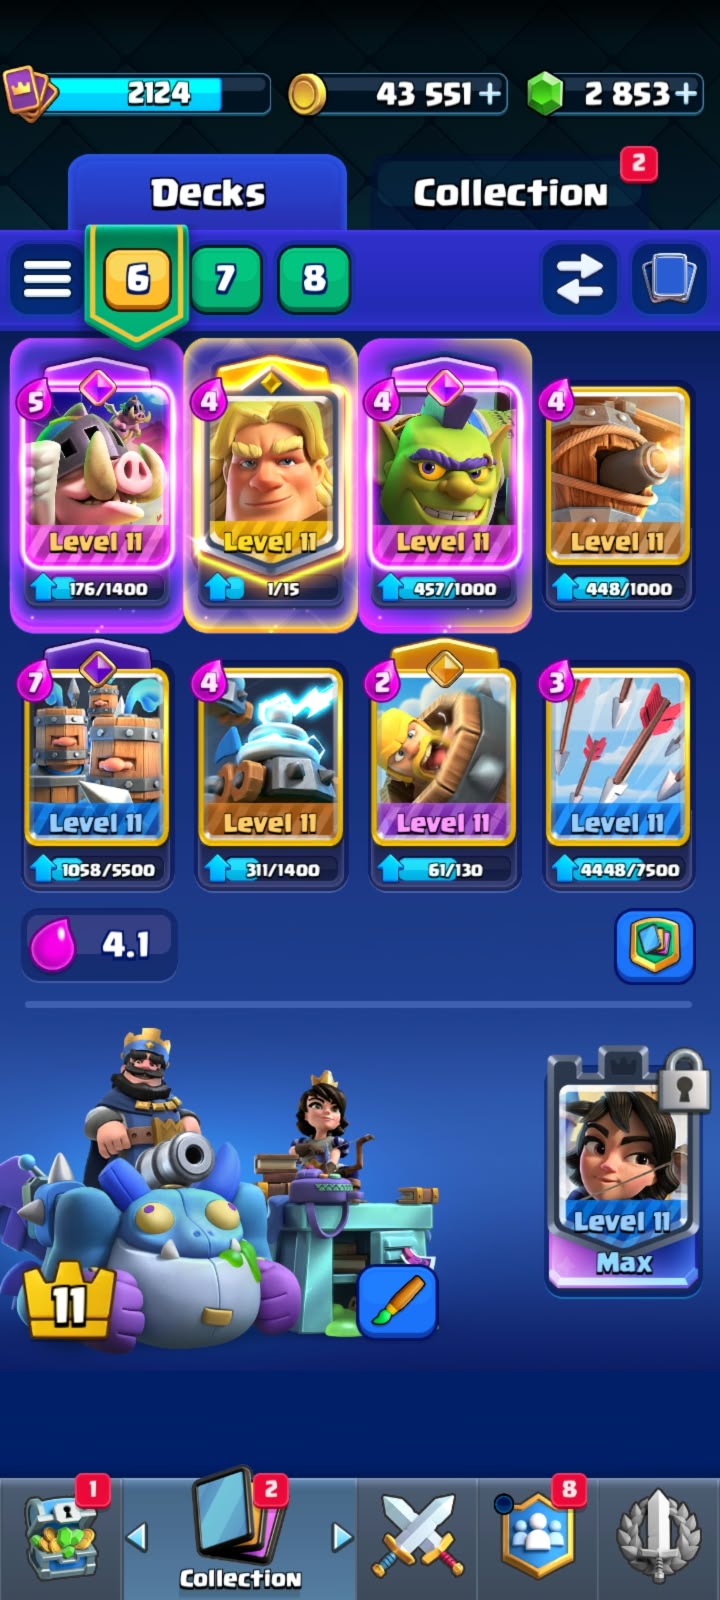 2124
43 551 +
2 853 +
Decks
Collection
2
6
7
8
5
4
4
4
Level 11
Level 11
Level 11
Level 11
176/1400
1/15
457/1000
448/1000
7
4
2
3
Level 11
Level 11
Level 11
Level 11
1058/5500
311/1400
61/130
4448/7500
4.1
Level 11
Max
11
1
2
8
Collection